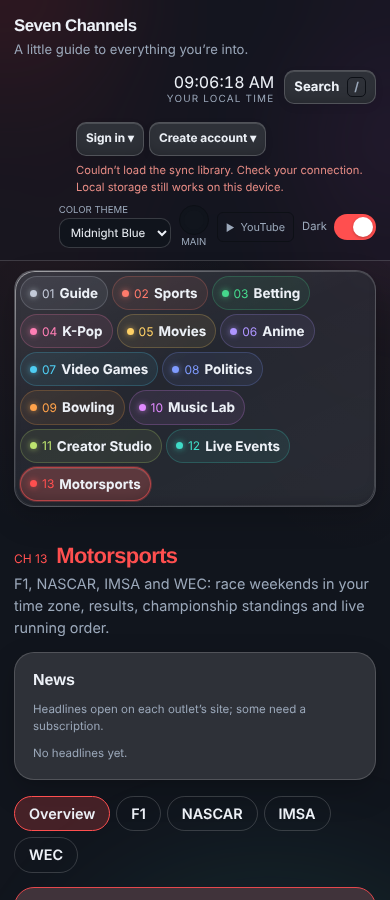 Seven Channels
A little guide to everything you're into.
09:06:18 AM
YOUR LOCAL TIME
Search /
Sign in ▾
Create account ▾
Couldn't load the sync library. Check your connection.
Local storage still works on this device.
COLOR THEME
Midnight Blue
MAIN
▶ YouTube
Dark
01 Guide
02 Sports
03 Betting
04 K-Pop
05 Movies
06 Anime
07 Video Games
08 Politics
09 Bowling
10 Music Lab
11 Creator Studio
12 Live Events
13 Motorsports
CH 13 Motorsports
F1, NASCAR, IMSA and WEC: race weekends in your
time zone, results, championship standings and live
running order.
News
Headlines open on each outlet's site; some need a
subscription.
No headlines yet.
Overview
F1
NASCAR
IMSA
WEC